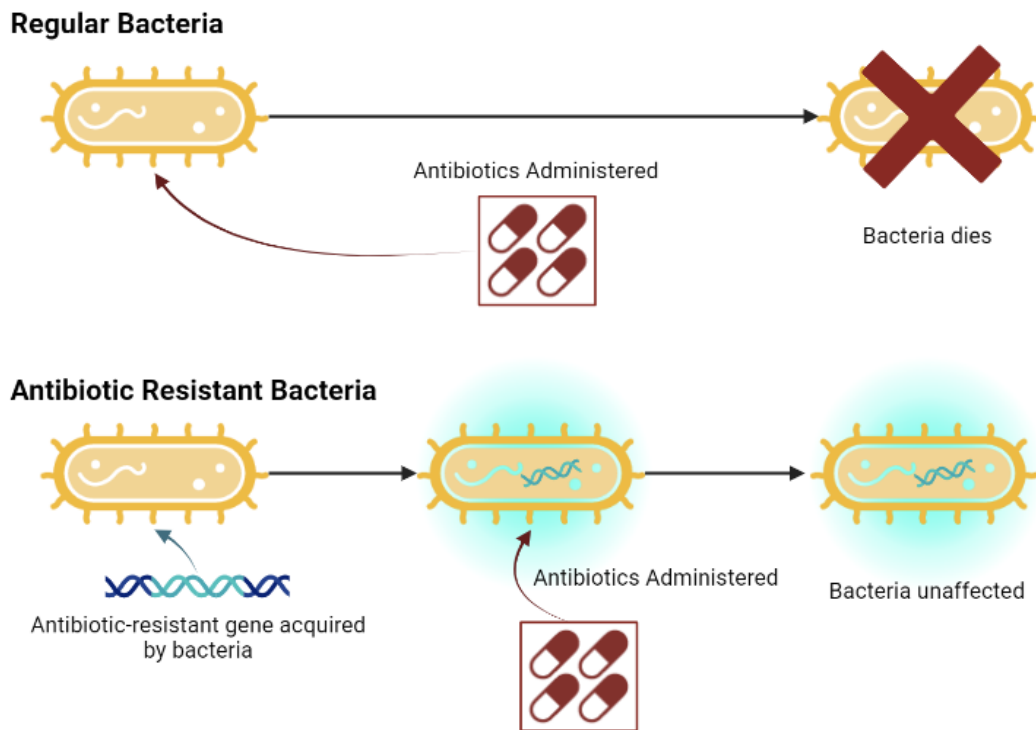 Regular Bacteria
Antibiotics Administered
Bacteria dies
Antibiotic Resistant Bacteria
Antibiotics Administered
Bacteria unaffected
Antibiotic-resistant gene acquired
by bacteria